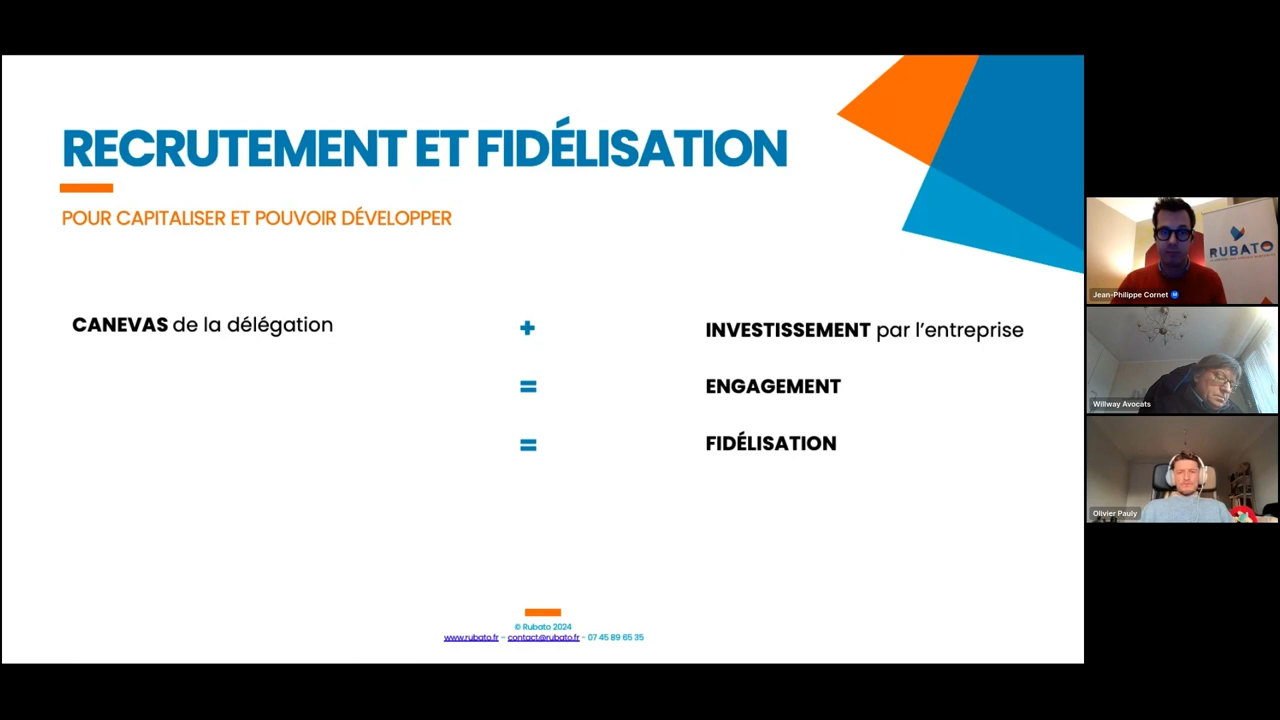 RECRUTEMENT ET FIDÉLISATION
POUR CAPITALISER ET POUVOIR DÉVELOPPER
CANEVAS de la délégation
+
INVESTISSEMENT par l'entreprise
=
ENGAGEMENT
=
FIDÉLISATION
© Rubato 2024
www.rubato.fr - contact@rubato.fr - 07 45 89 65 35
RUBATO
Jean-Philippe Cornet
Willway Avocats
Olivier Pauly